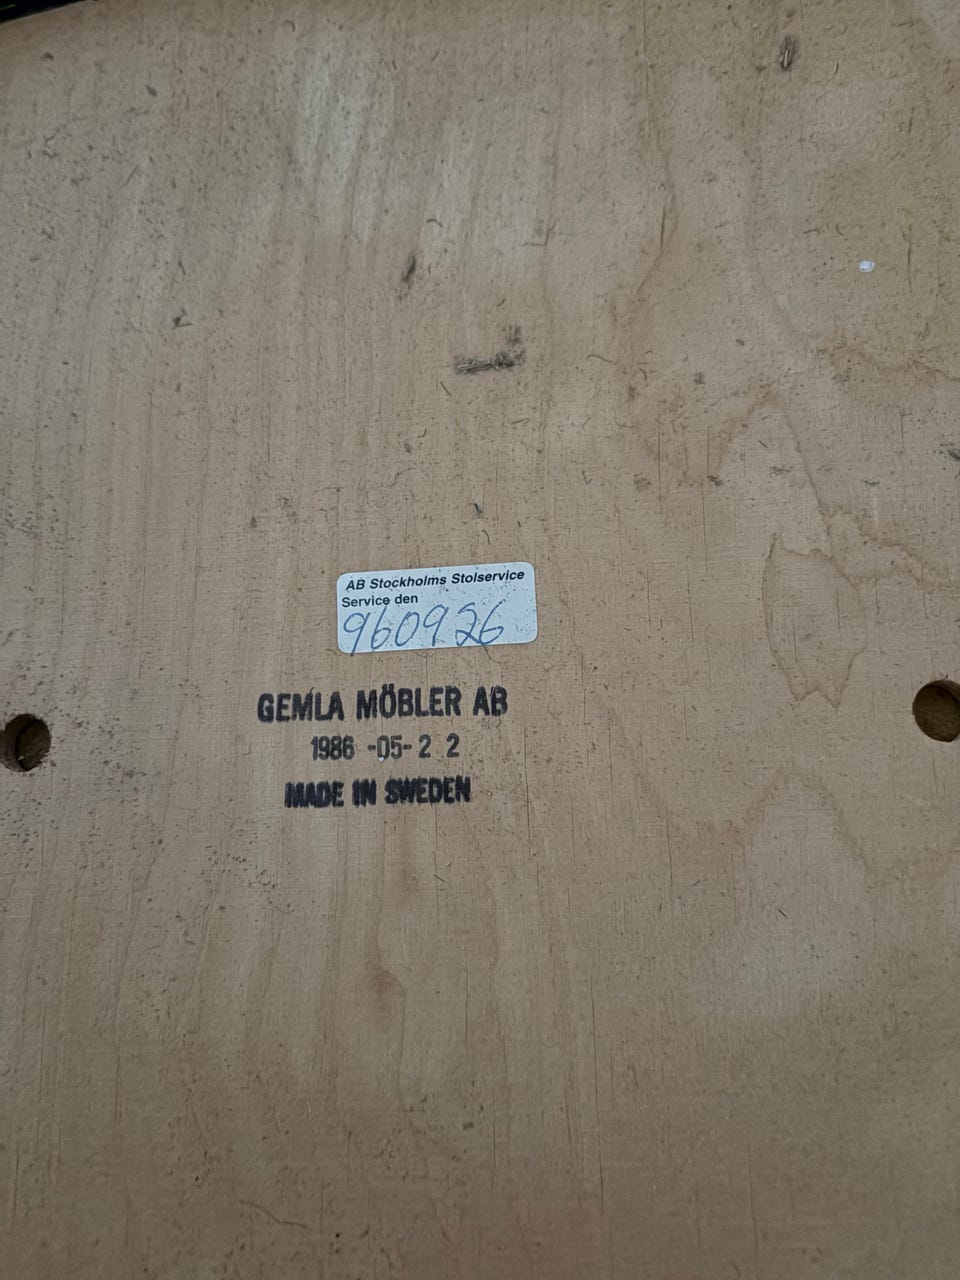 AB Stockholms Stolservice
Service den
960926
GEMLA MÖBLER AB
1986 -05- 2 2
MADE IN SWEDEN